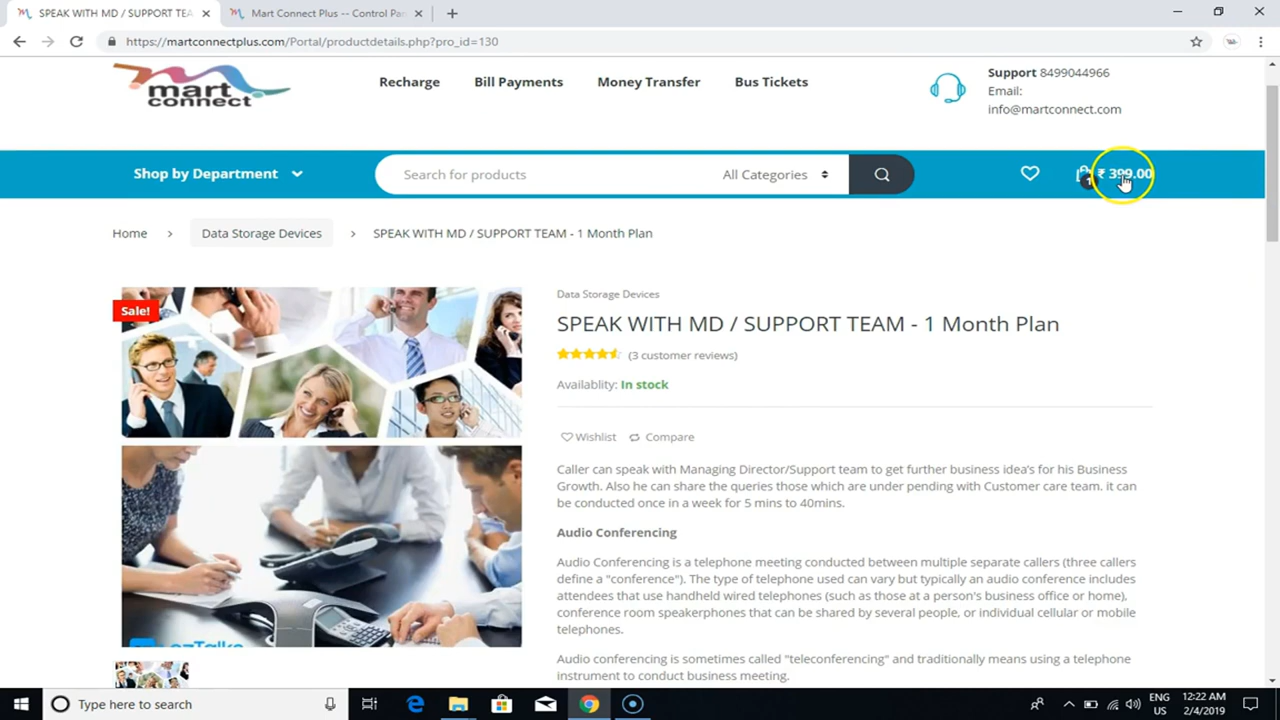 SPEAK WITH MD / SUPPORT TEA
Mart Connect Plus -- Control Pa
https://martconnectplus.com/Portal/productdetails.php?pro_id=130
mart
connect
Recharge
Bill Payments
Money Transfer
Bus Tickets
Support 8499044966
Email:
info@martconnect.com
Shop by Department
Search for products
All Categories
1
₹ 399.00
Home > Data Storage Devices > SPEAK WITH MD / SUPPORT TEAM - 1 Month Plan
Sale!
Data Storage Devices
SPEAK WITH MD / SUPPORT TEAM - 1 Month Plan
(3 customer reviews)
Availablity: In stock
Wishlist
Compare
Caller can speak with Managing Director/Support team to get further business idea's for his Business
Growth. Also he can share the queries those which are under pending with Customer care team. it can
be conducted once in a week for 5 mins to 40mins.
Audio Conferencing
Audio Conferencing is a telephone meeting conducted between multiple separate callers (three callers
define a "conference"). The type of telephone used can vary but typically an audio conference includes
attendees that use handheld wired telephones (such as those at a person's business office or home),
conference room speakerphones that can be shared by several people, or individual cellular or mobile
telephones.
Audio conferencing is sometimes called "teleconferencing" and traditionally means using a telephone
instrument to conduct business meeting.
Type here to search
ENG
US
12:22 AM
2/4/2019